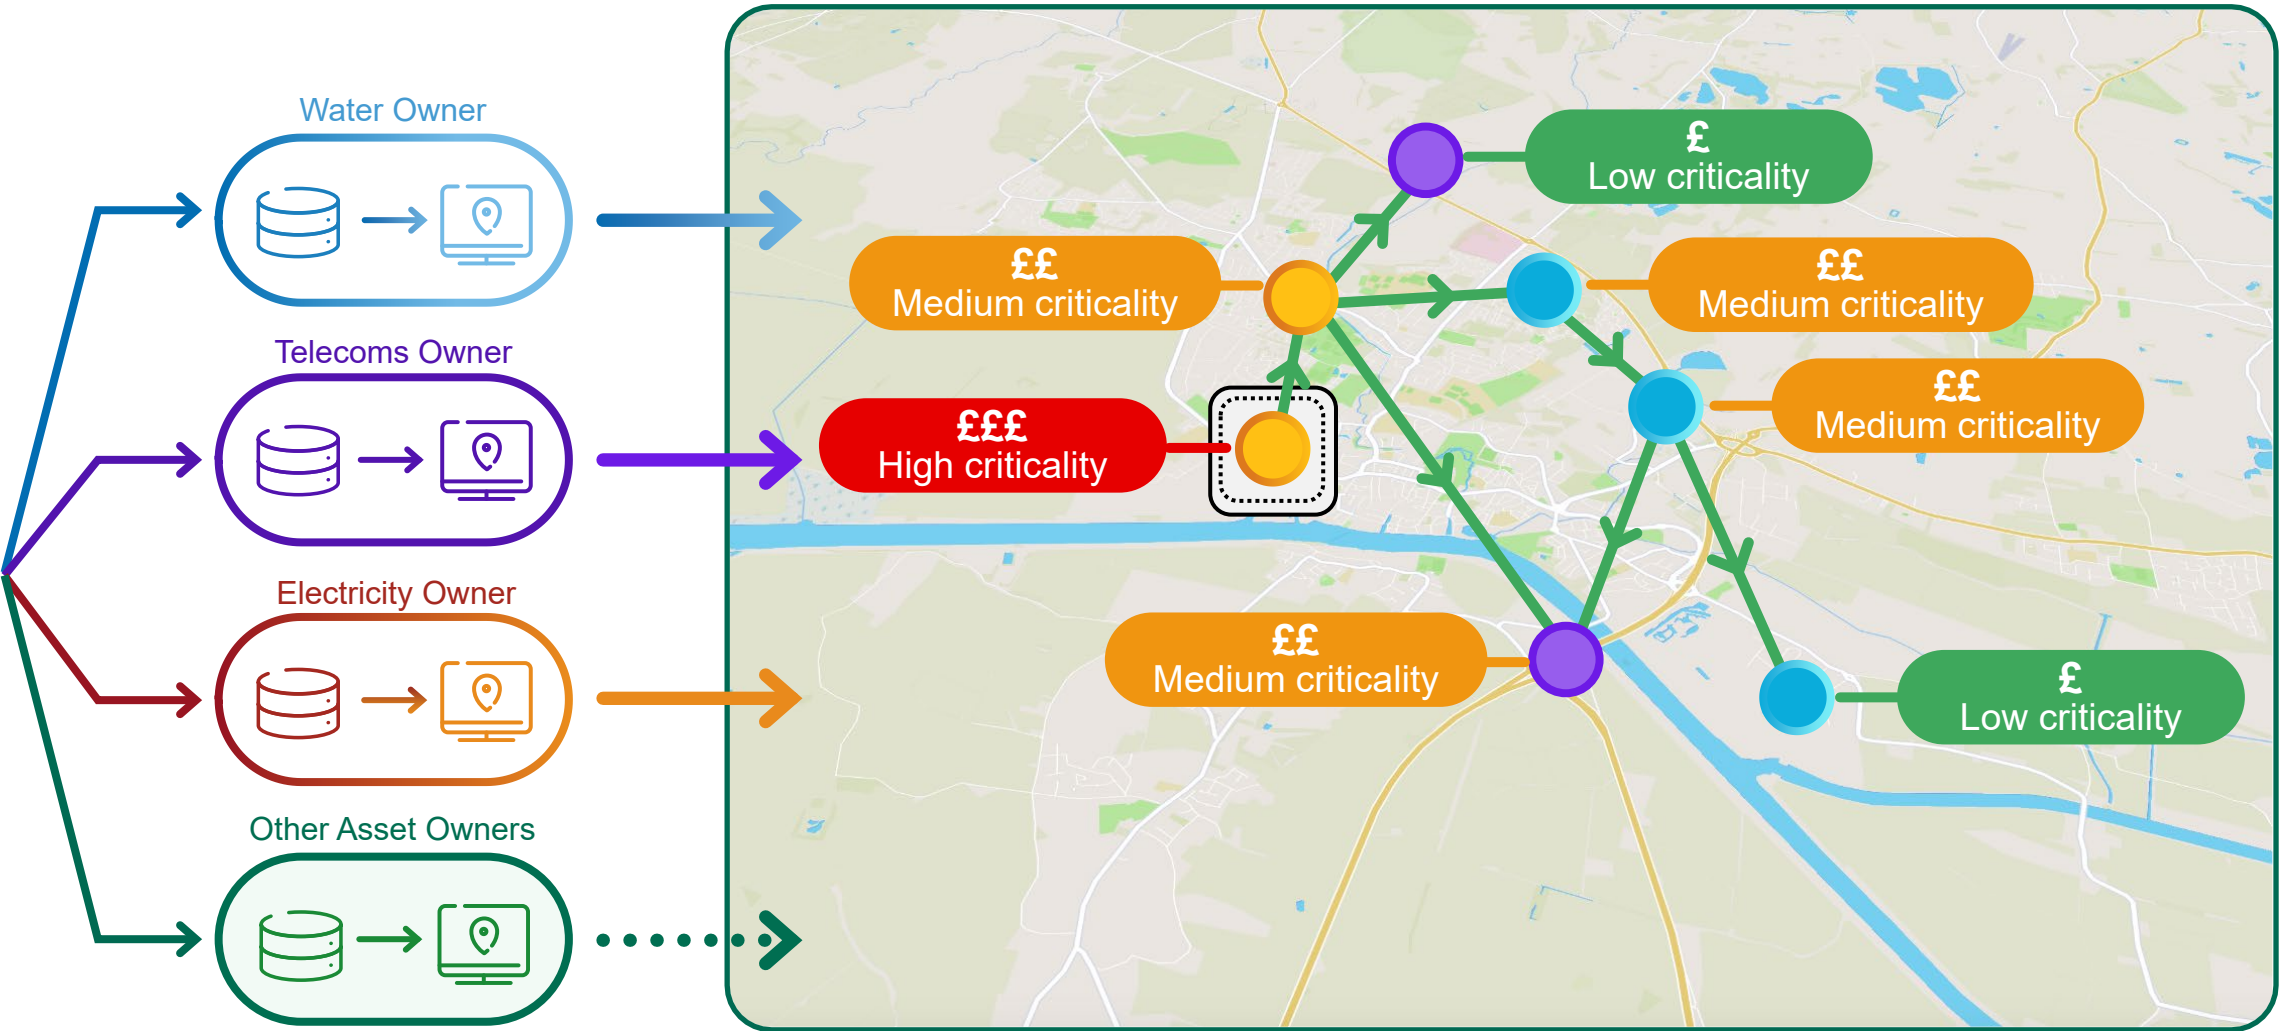 Water Owner
Telecoms Owner
Electricity Owner
Other Asset Owners
£
Low criticality
££
Medium criticality
££
Medium criticality
££
Medium criticality
£££
High criticality
££
Medium criticality
£
Low criticality